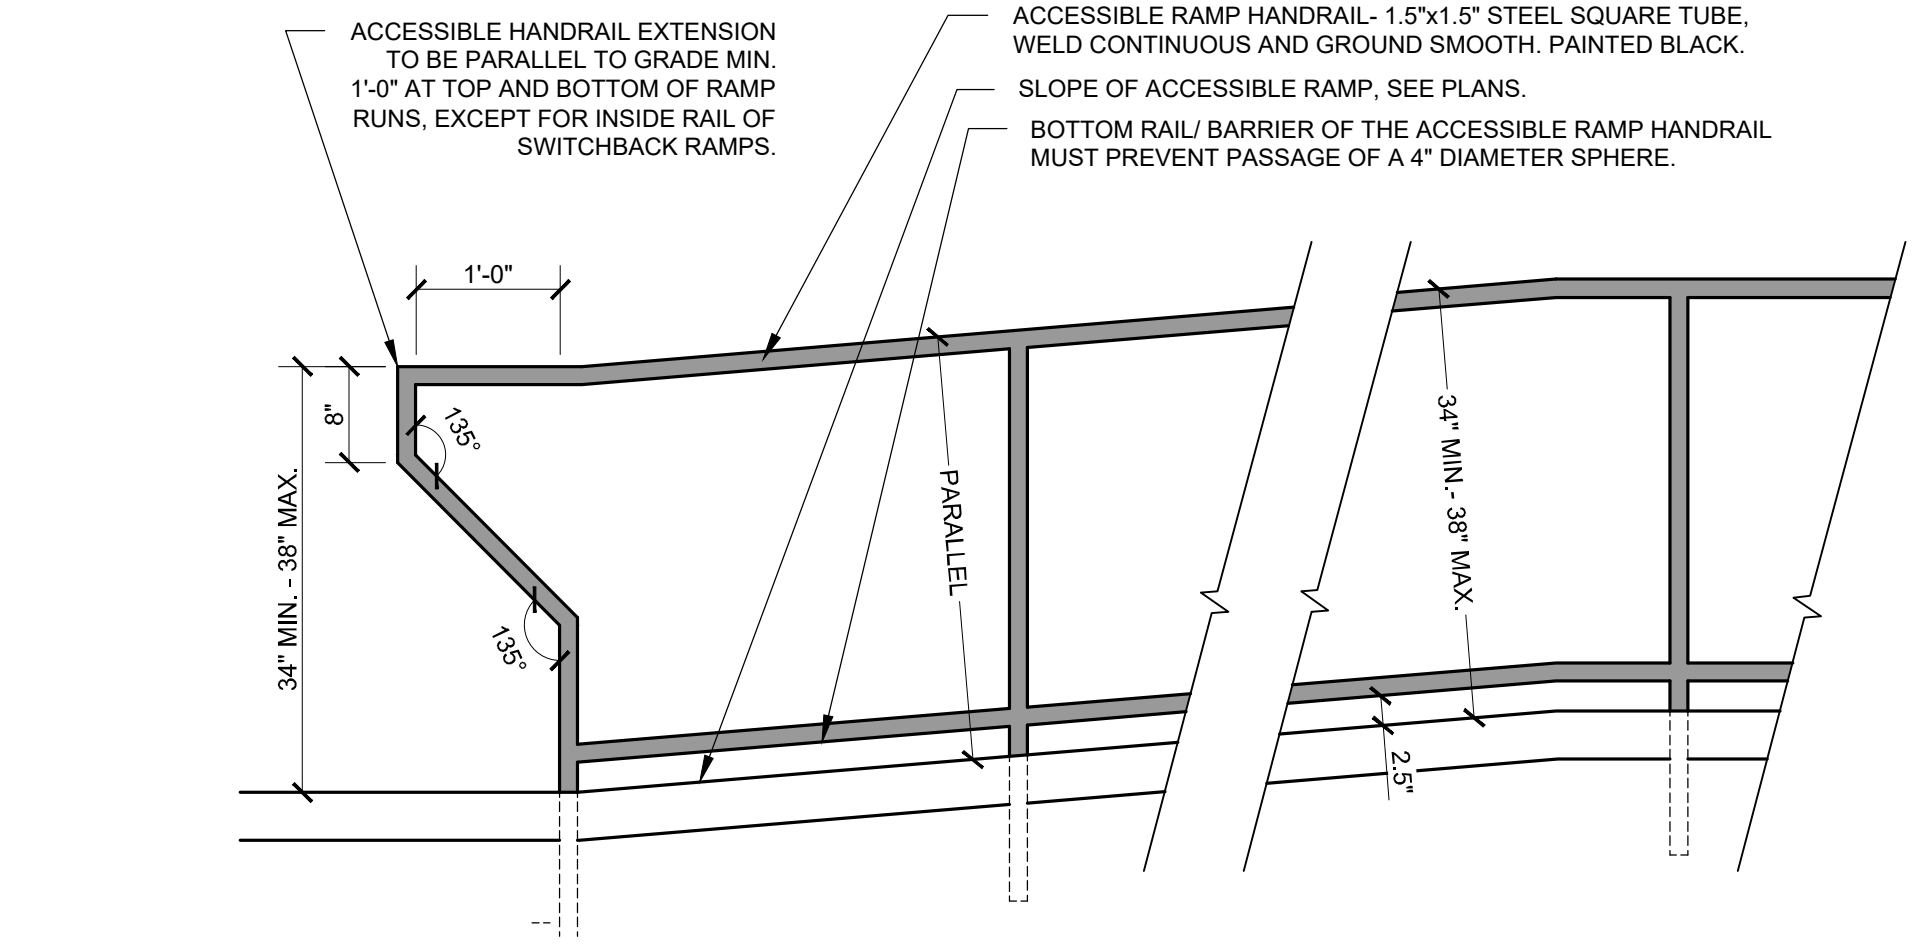 ACCESSIBLE HANDRAIL EXTENSION
TO BE PARALLEL TO GRADE MIN.
1'-0" AT TOP AND BOTTOM OF RAMP
RUNS, EXCEPT FOR INSIDE RAIL OF
SWITCHBACK RAMPS.
ACCESSIBLE RAMP HANDRAIL- 1.5"x1.5" STEEL SQUARE TUBE,
WELD CONTINUOUS AND GROUND SMOOTH. PAINTED BLACK.
SLOPE OF ACCESSIBLE RAMP, SEE PLANS.
BOTTOM RAIL/ BARRIER OF THE ACCESSIBLE RAMP HANDRAIL
MUST PREVENT PASSAGE OF A 4" DIAMETER SPHERE.
1'-0"
8"
135°
34" MIN. - 38" MAX.
135°
PARALLEL
34" MIN.- 38" MAX.
2.5"